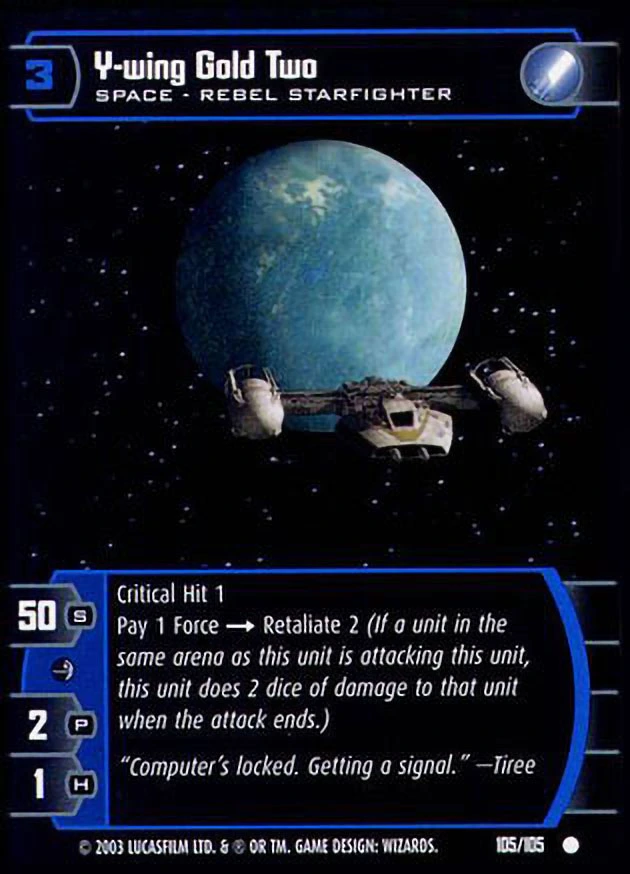 3
Y-wing Gold Two
SPACE - REBEL STARFIGHTER
50 S
2 P
1 H
Critical Hit 1
Pay 1 Force → Retaliate 2 (If a unit in the
same arena as this unit is attacking this unit,
this unit does 2 dice of damage to that unit
when the attack ends.)
“Computer's locked. Getting a signal.” —Tiree
© 2003 LUCASFILM LTD. & ® OR TM. GAME DESIGN: WIZARDS.
105/105